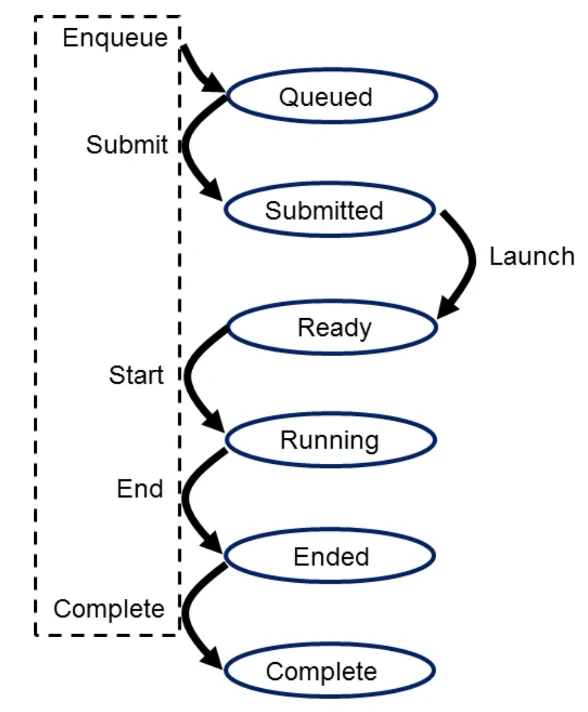 Enqueue
Queued
Submit
Submitted
Launch
Ready
Start
Running
End
Ended
Complete
Complete